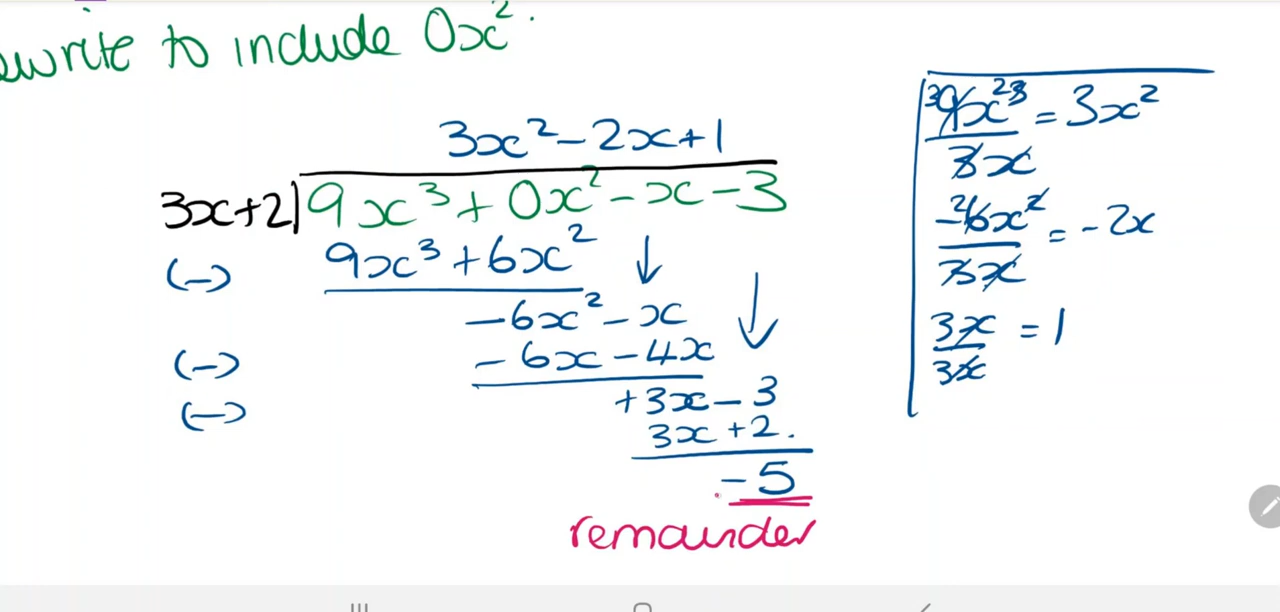 ewrite to include 0x².
3x² - 2x + 1
3x+2) 9x³ + 0x² - x - 3
(-) 9x³ + 6x²
-6x² - x
(-) -6x - 4x
(-) +3x - 3
3x + 2.
-5
remainder
9x³/3x = 3x²
-6x²/3x = -2x
3x/3x = 1